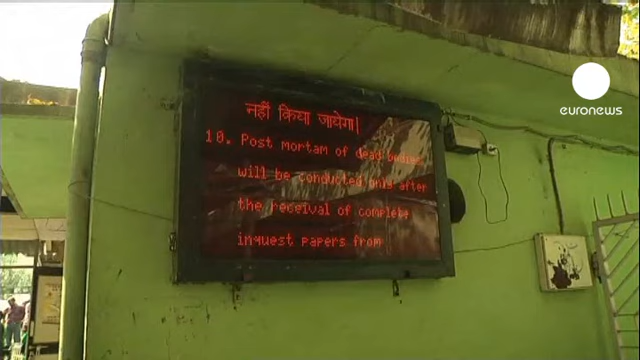 नहीं किया जायेगा|
10. Post mortam of dead bodies
will be conducted only after
the receival of complete
inquest papers from
euronews